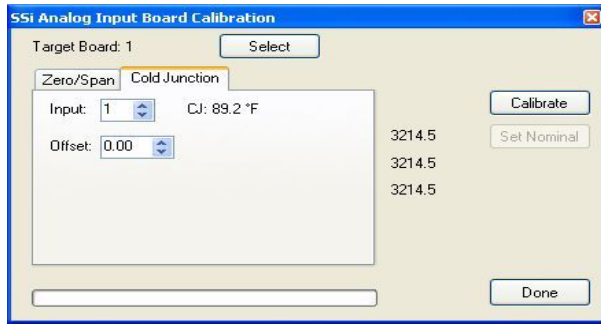 SSi Analog Input Board Calibration
Target Board: 1 Select
Zero/Span Cold Junction
Input: 1 CJ: 89.2 °F
Offset: 0.00
3214.5
3214.5
3214.5
Calibrate
Set Nominal
Done